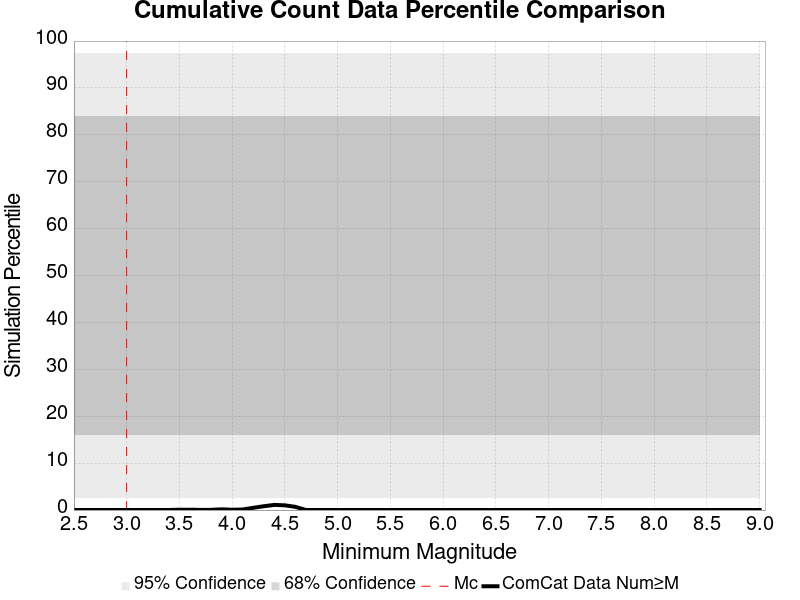 Cumulative Count Data Percentile Comparison
100
90
80
70
60
50
40
30
20
10
0
Simulation Percentile
2.5 3.0 3.5 4.0 4.5 5.0 5.5 6.0 6.5 7.0 7.5 8.0 8.5 9.0
Minimum Magnitude
95% Confidence 68% Confidence Mc ComCat Data Num≥M